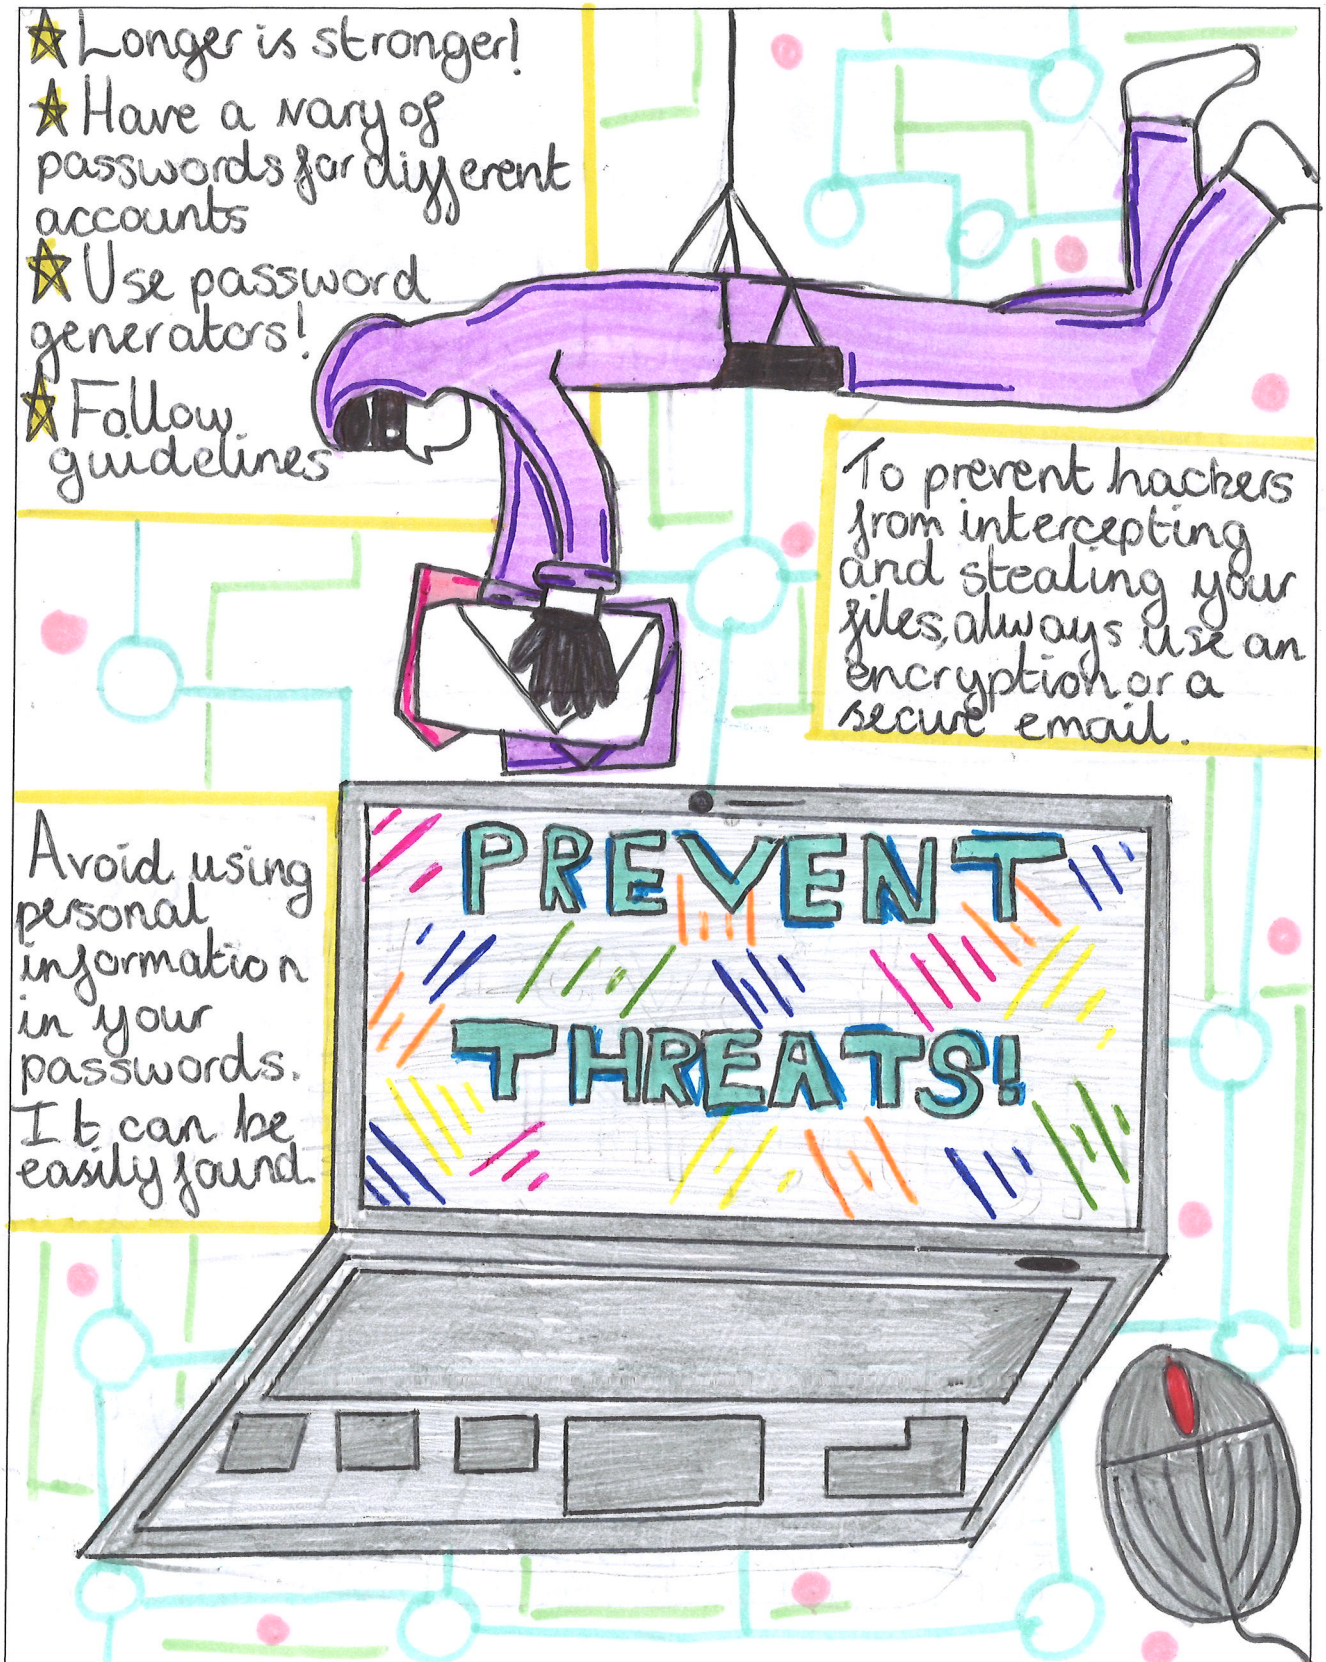 Longer is stronger!
Have a vary of
passwords for different
accounts
Use password
generators!
Follow
guidelines
To prevent hackers
from intercepting
and stealing your
files, always use an
encryption or a
secure email.
Avoid using
personal
information
in your
passwords.
It can be
easily found.
PREVENT
THREATS!